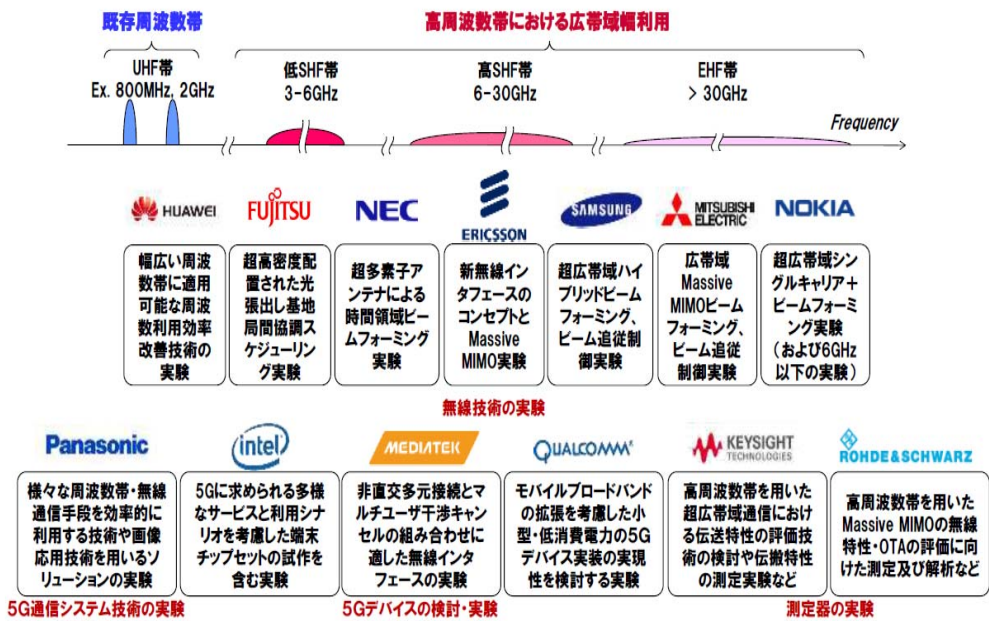 既存周波数帯
高周波数帯における広帯域幅利用
UHF帯
Ex. 800MHz, 2GHz
低SHF帯
3-6GHz
高SHF帯
6-30GHz
EHF帯
> 30GHz
Frequency
HUAWEI
幅広い周波
数帯に適用
可能な周波
数利用効率
改善技術の
実験
FUJITSU
超高密度配
置された光
張出し基地
局間協調ス
ケジューリン
グ実験
NEC
超多素子ア
ンテナによる
時間領域ビー
ムフォーミング
実験
ERICSSON
新無線イン
タフェースの
コンセプトと
Massive
MIMO実験
SAMSUNG
超広帯域ハイ
ブリッドビーム
フォーミング、
ビーム追従制
御実験
MITSUBISHI
ELECTRIC
広帯域
Massive
MIMOビーム
フォーミング、
ビーム追従
制御実験
NOKIA
超広帯域シン
グルキャリア+
ビームフォーミ
ング実験
(および6GHz
以下の実験)
無線技術の実験
Panasonic
様々な周波数帯・無線
通信手段を効率的に
利用する技術や画像
応用技術を用いるソ
リューションの実験
intel
5Gに求められる多様
なサービスと利用シナ
リオを考慮した端末
チップセットの試作を
含む実験
MEDIATEK
非直交多元接続とマ
ルチユーザ干渉キャン
セルの組み合わせに
適した無線インタ
フェースの実験
QUALCOMM
モバイルブロードバンド
の拡張を考慮した小
型・低消費電力の5G
デバイス実装の実現
性を検討する実験
KEYSIGHT
TECHNOLOGIES
高周波数帯を用いた
超広帯域通信におけ
る伝送特性の評価技
術の検討や伝搬特性
の測定実験など
ROHDE&SCHWARZ
高周波数帯を用いた
Massive MIMOの無線
特性・OTAの評価に向
けた測定及び解析など
5G通信システム技術の実験
5Gデバイスの検討・実験
測定器の実験